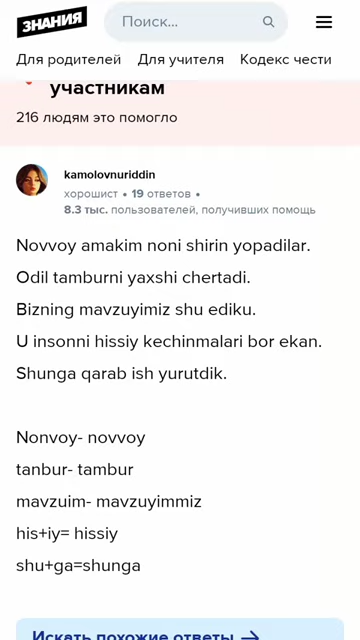 ЗНАНИЯ
Поиск...
Для родителей Для учителя Кодекс чести
участникам
216 людям это помогло
kamolovnuriddin
хорошист • 19 ответов •
8.3 тыс. пользователей, получивших помощь
Novvoy amakim noni shirin yopadilar.
Odil tamburni yaxshi chertadi.
Bizning mavzuyimiz shu ediku.
U insonni hissiy kechinmalari bor ekan.
Shunga qarab ish yurutdik.
Nonvoy- novvoy
tanbur- tambur
mavzuim- mavzuyimmiz
his+iy= hissiy
shu+ga=shunga
Искать похожие ответы →